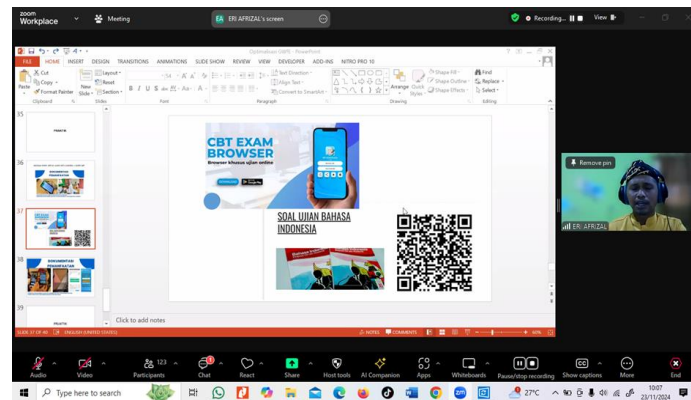 zoom
Workplace
Meeting
EA ERI AFRIZAL's screen
Recording...
View
Optimalisasi GAPS - PowerPoint
FILE HOME INSERT DESIGN TRANSITIONS ANIMATIONS SLIDE SHOW REVIEW VIEW DEVELOPER ADD-INS NITRO PRO 10
Cut
Copy
Format Painter
Paste
Clipboard
New
Slide
Layout
Reset
Section
Slides
Font
Text Direction
Align Text
Convert to SmartArt
Paragraph
Arrange
Quick
Styles
Shape Fill
Shape Outline
Shape Effects
Drawing
Find
Replace
Select
Editing
35
36
37
38
39
CBT EXAM
BROWSER
Browser khusus ujian online
SOAL UJIAN BAHASA
INDONESIA
Click to add notes
SLIDE 37 OF 40 ENGLISH (UNITED STATES)
NOTES COMMENTS
60%
Remove pin
ERI AFRIZAL
Audio
Video
123
Participants
Chat
React
Share
Host tools
AI Companion
Apps
Whiteboards
Pause/stop recording
Show captions
More
End
Type here to search
27°C
10:07
23/11/2024